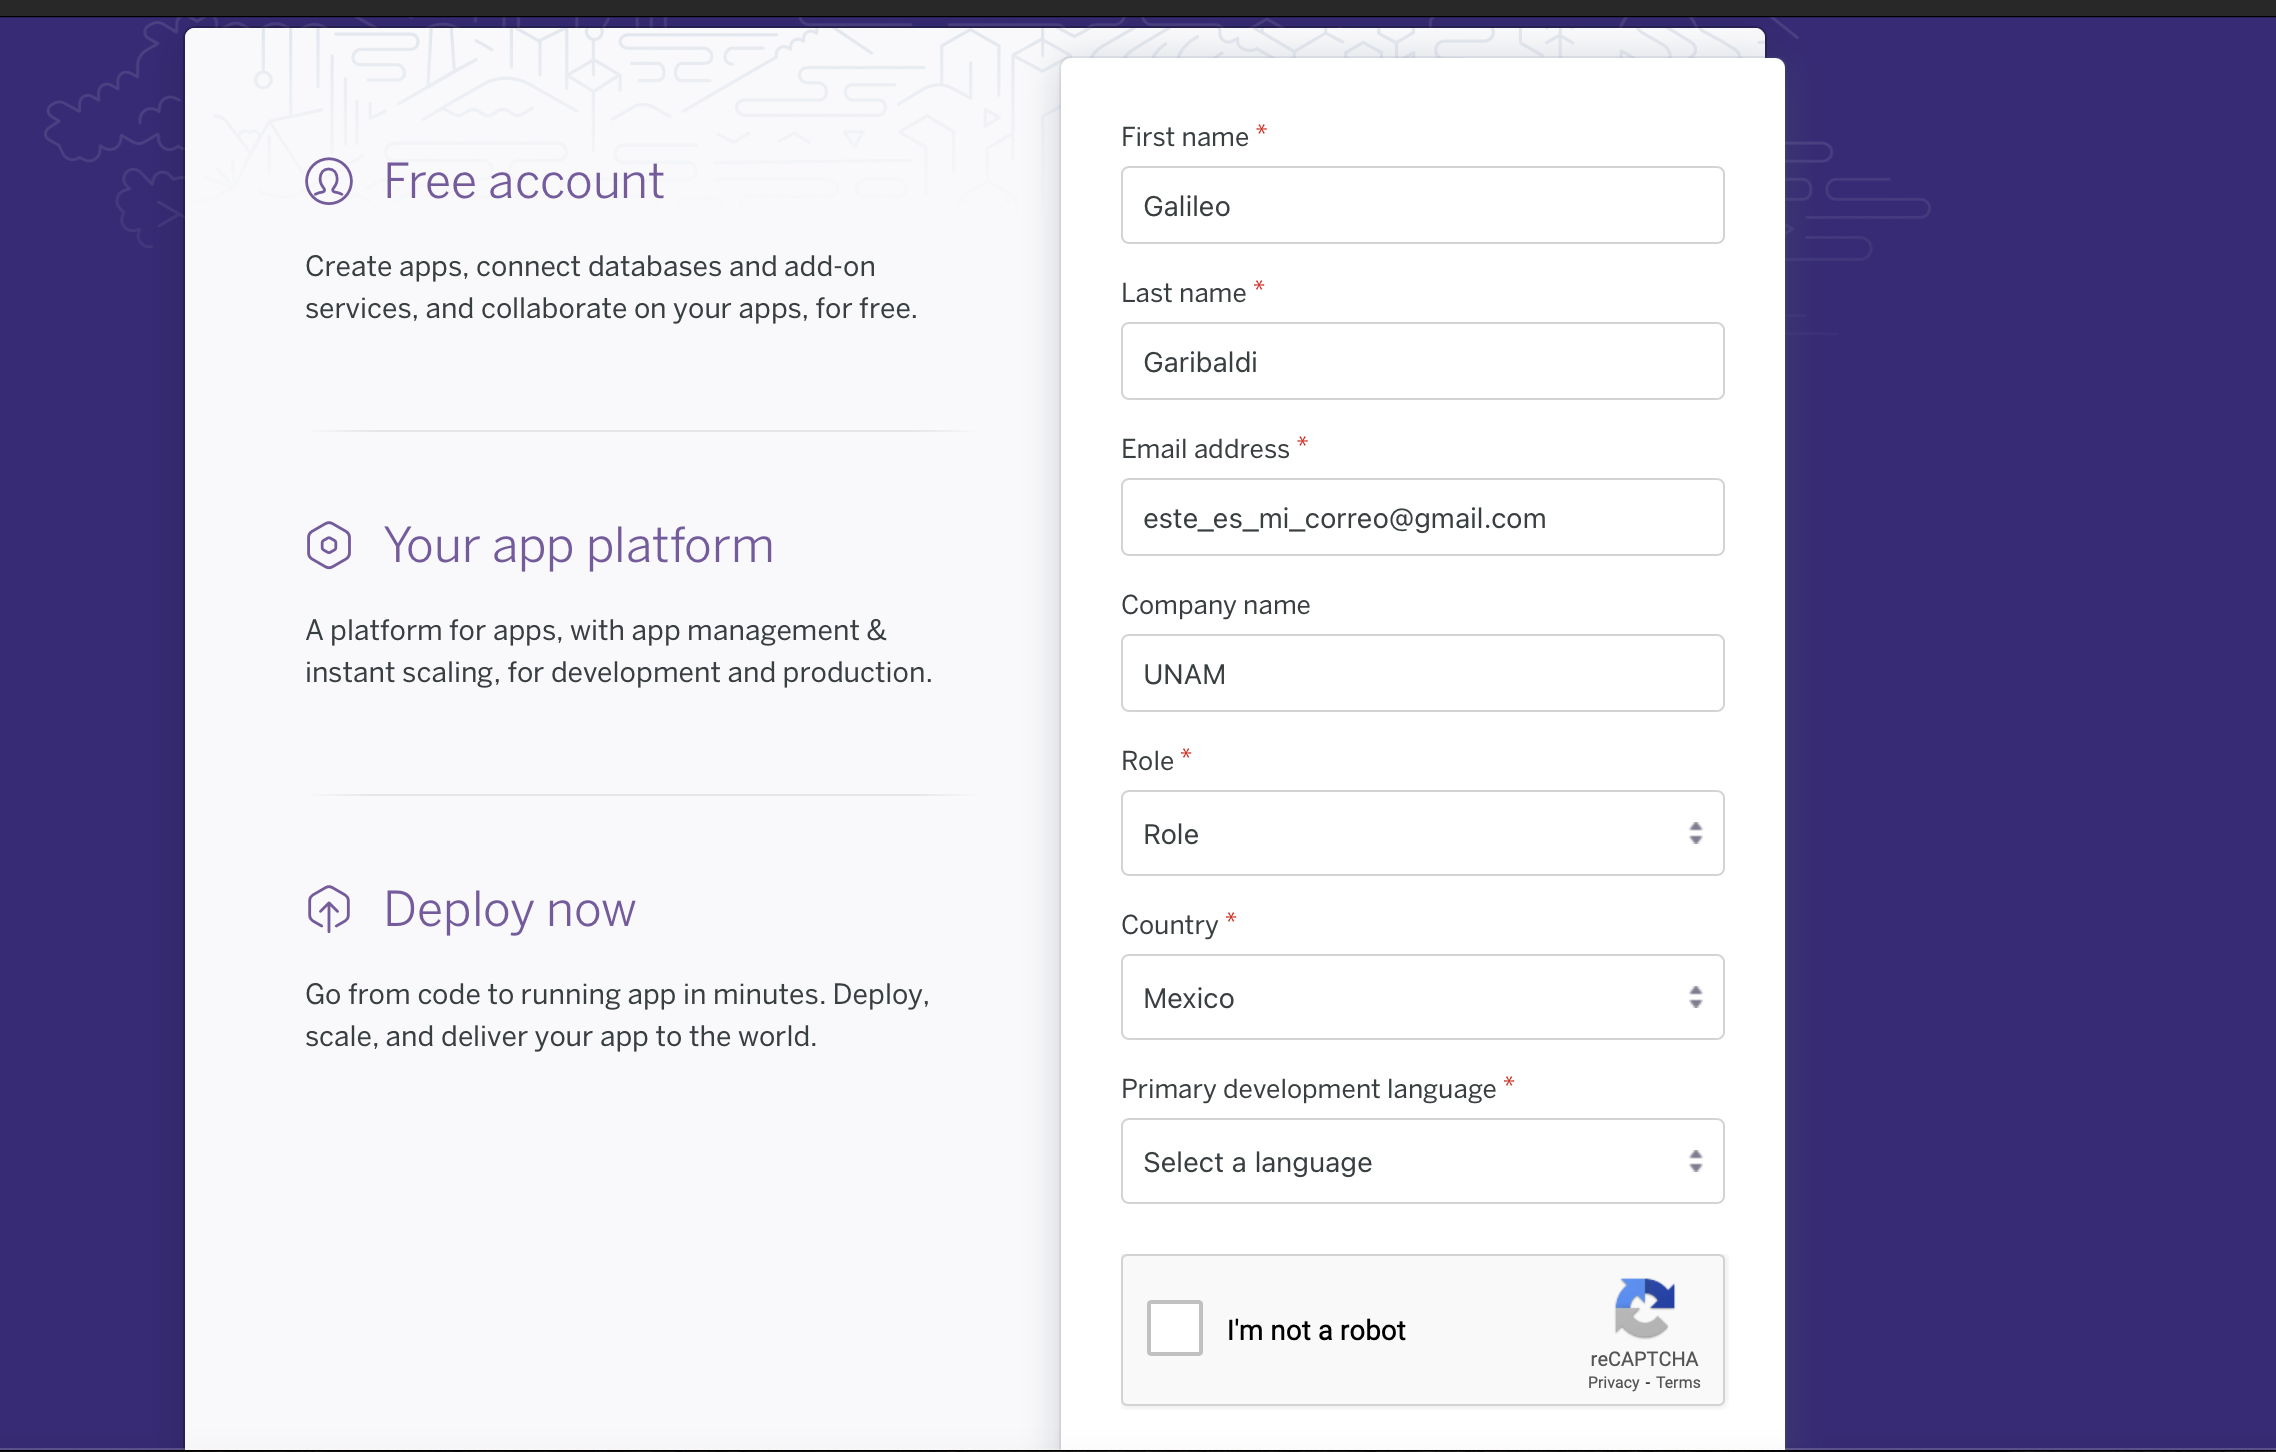 Free account
Create apps, connect databases and add-on
services, and collaborate on your apps, for free.
Your app platform
A platform for apps, with app management &
instant scaling, for development and production.
Deploy now
Go from code to running app in minutes. Deploy,
scale, and deliver your app to the world.
First name *
Galileo
Last name *
Garibaldi
Email address *
este_es_mi_correo@gmail.com
Company name
UNAM
Role *
Role
Country *
Mexico
Primary development language *
Select a language
I'm not a robot
reCAPTCHA
Privacy - Terms